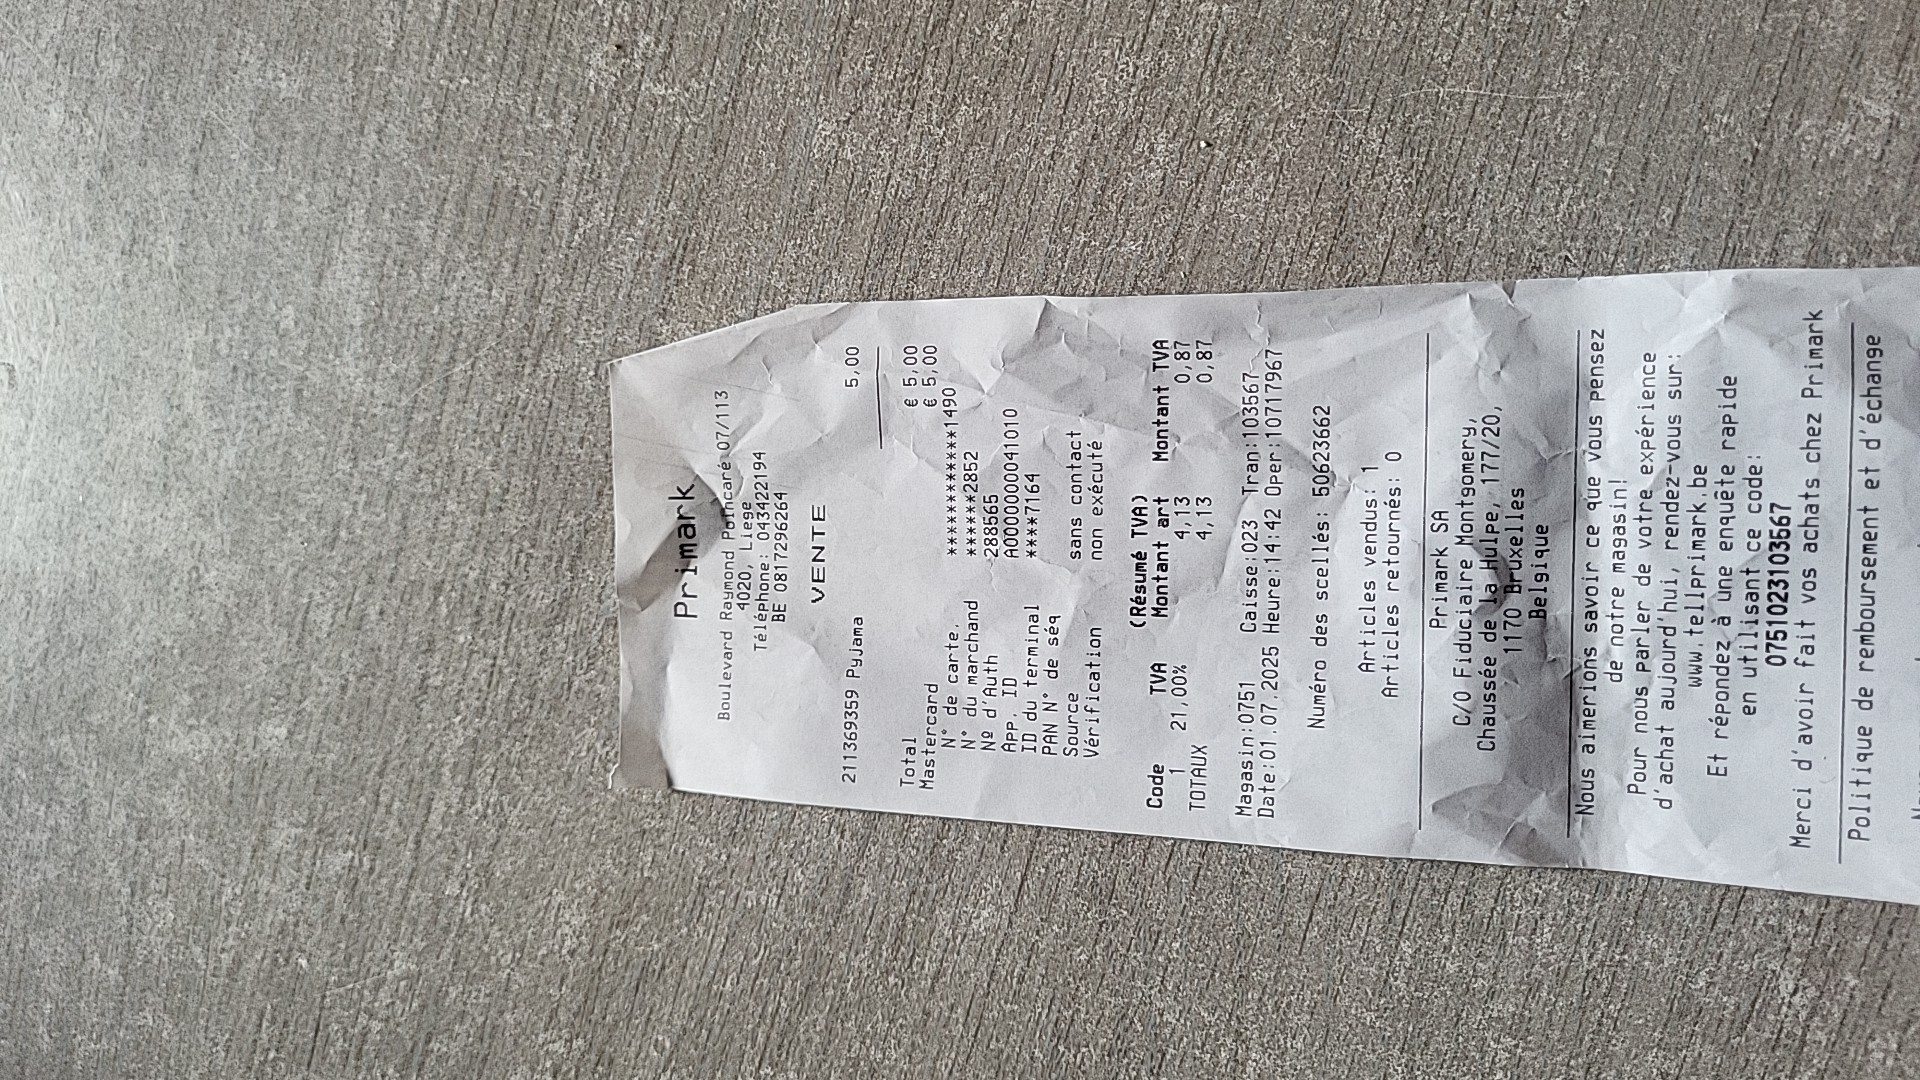 Primark
Boulevard Raymond Poincaré 07/113
4020, Liege
Téléphone: 043422194
BE 0817296264
VENTE
211369359 Pyjama 5,00
Total € 5,00
Mastercard € 5,00
N° de carte, ************1490
N° du marchand ******2852
Nº d'Auth 288565
App. ID A0000000041010
ID du terminal ****7164
PAN N° de séq
Source sans contact
Vérification non exécuté
(Résumé TVA)
Code TVA Montant art Montant TVA
1 21,00% 4,13 0,87
TOTAUX 4,13 0,87
Magasin:0751 Caisse:023 Tran:103567
Date:01.07.2025 Heure:14:42 Oper:10717967
Numéro des scellés: 50623662
Articles vendus: 1
Articles retournés: 0
Primark SA
C/O Fiduciaire Montgomery,
Chaussée de la Hulpe, 177/20,
1170 Bruxelles
Belgique
Nous aimerions savoir ce que vous pensez
de notre magasin!
Pour nous parler de votre expérience
d'achat aujourd'hui, rendez-vous sur:
www.tellprimark.be
Et répondez à une enquête rapide
en utilisant ce code:
0751023103567
Merci d'avoir fait vos achats chez Primark
Politique de remboursement et d'échange